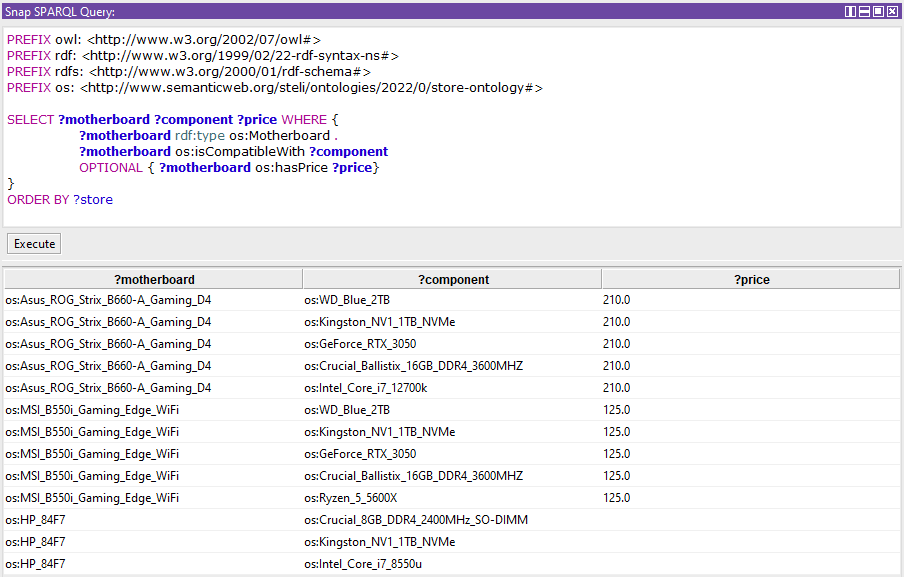 Snap SPARQL Query:
PREFIX owl: <http://www.w3.org/2002/07/owl#>
PREFIX rdf: <http://www.w3.org/1999/02/22-rdf-syntax-ns#>
PREFIX rdfs: <http://www.w3.org/2000/01/rdf-schema#>
PREFIX os: <http://www.semanticweb.org/steli/ontologies/2022/0/store-ontology#>
SELECT ?motherboard ?component ?price WHERE {
?motherboard rdf:type os:Motherboard .
?motherboard os:isCompatibleWith ?component
OPTIONAL { ?motherboard os:hasPrice ?price}
}
ORDER BY ?store
Execute
?motherboard ?component ?price
os:Asus_ROG_Strix_B660-A_Gaming_D4 os:WD_Blue_2TB 210.0
os:Asus_ROG_Strix_B660-A_Gaming_D4 os:Kingston_NV1_1TB_NVMe 210.0
os:Asus_ROG_Strix_B660-A_Gaming_D4 os:GeForce_RTX_3050 210.0
os:Asus_ROG_Strix_B660-A_Gaming_D4 os:Crucial_Ballistix_16GB_DDR4_3600MHZ 210.0
os:Asus_ROG_Strix_B660-A_Gaming_D4 os:Intel_Core_i7_12700k 210.0
os:MSI_B550i_Gaming_Edge_WiFi os:WD_Blue_2TB 125.0
os:MSI_B550i_Gaming_Edge_WiFi os:Kingston_NV1_1TB_NVMe 125.0
os:MSI_B550i_Gaming_Edge_WiFi os:GeForce_RTX_3050 125.0
os:MSI_B550i_Gaming_Edge_WiFi os:Crucial_Ballistix_16GB_DDR4_3600MHZ 125.0
os:MSI_B550i_Gaming_Edge_WiFi os:Ryzen_5_5600X 125.0
os:HP_84F7 os:Crucial_8GB_DDR4_2400MHz_SO-DIMM
os:HP_84F7 os:Kingston_NV1_1TB_NVMe
os:HP_84F7 os:Intel_Core_i7_8550u